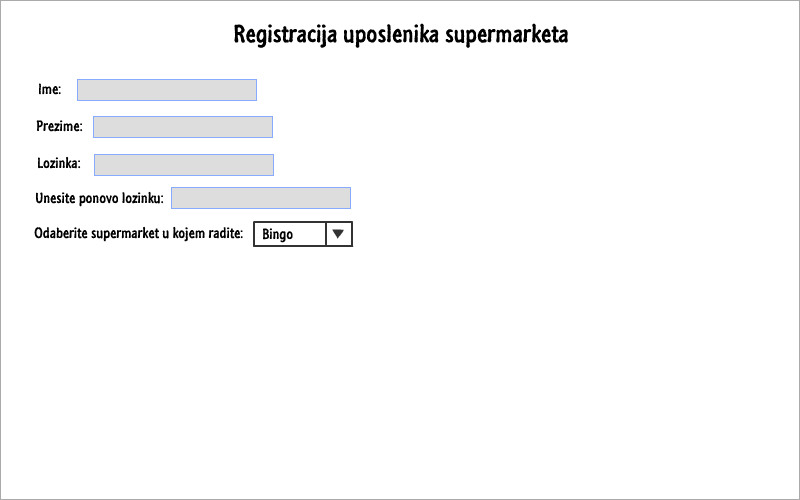 Registracija uposlenika supermarketa
Ime:
Prezime:
Lozinka:
Unesite ponovo lozinku:
Odaberite supermarket u kojem radite: Bingo